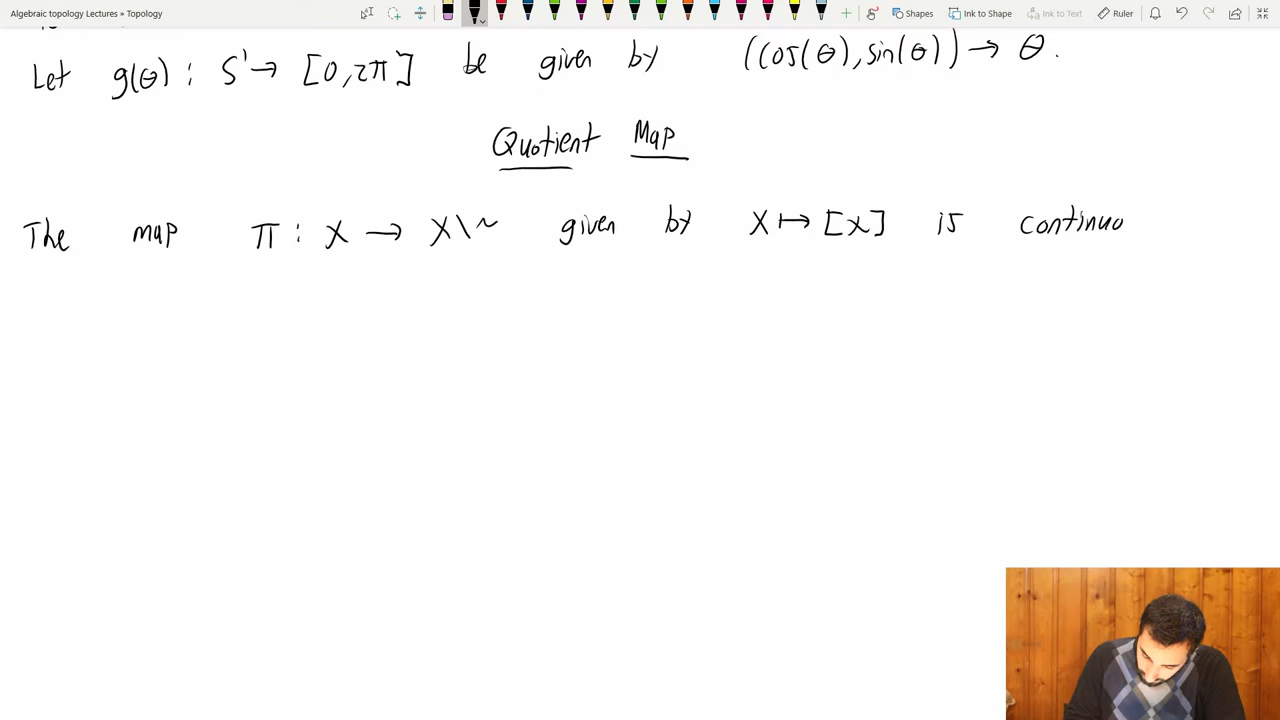 Algebraic topology Lectures » Topology
Shapes Ink to Shape Ink to Text Ruler
Let g(θ) : S¹ → [0, 2π] be given by ((cos(θ), sin(θ)) → θ.
Quotient Map
The map π : X → X\~ given by X ↦ [x] is continuo